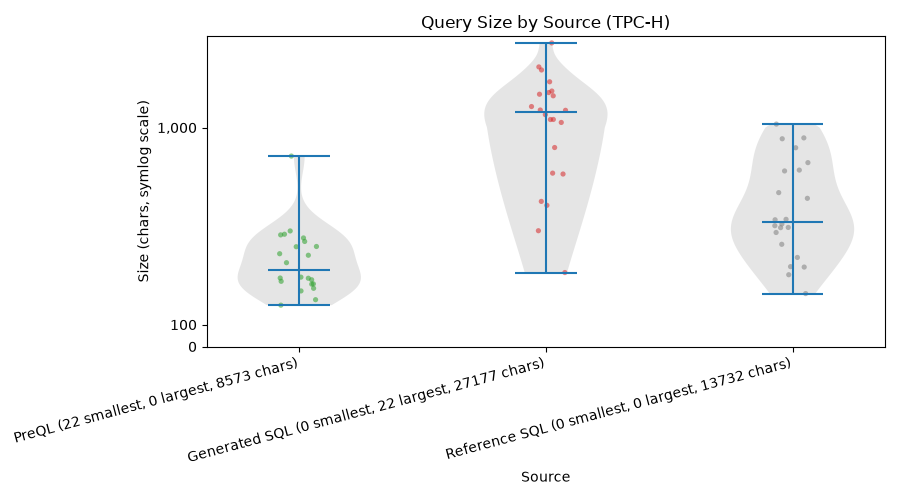 Query Size by Source (TPC-H)
Size (chars, symlog scale)
1,000
100
0
PreQL (22 smallest, 0 largest, 8573 chars)
Generated SQL (0 smallest, 22 largest, 27177 chars)
Reference SQL (0 smallest, 0 largest, 13732 chars)
Source